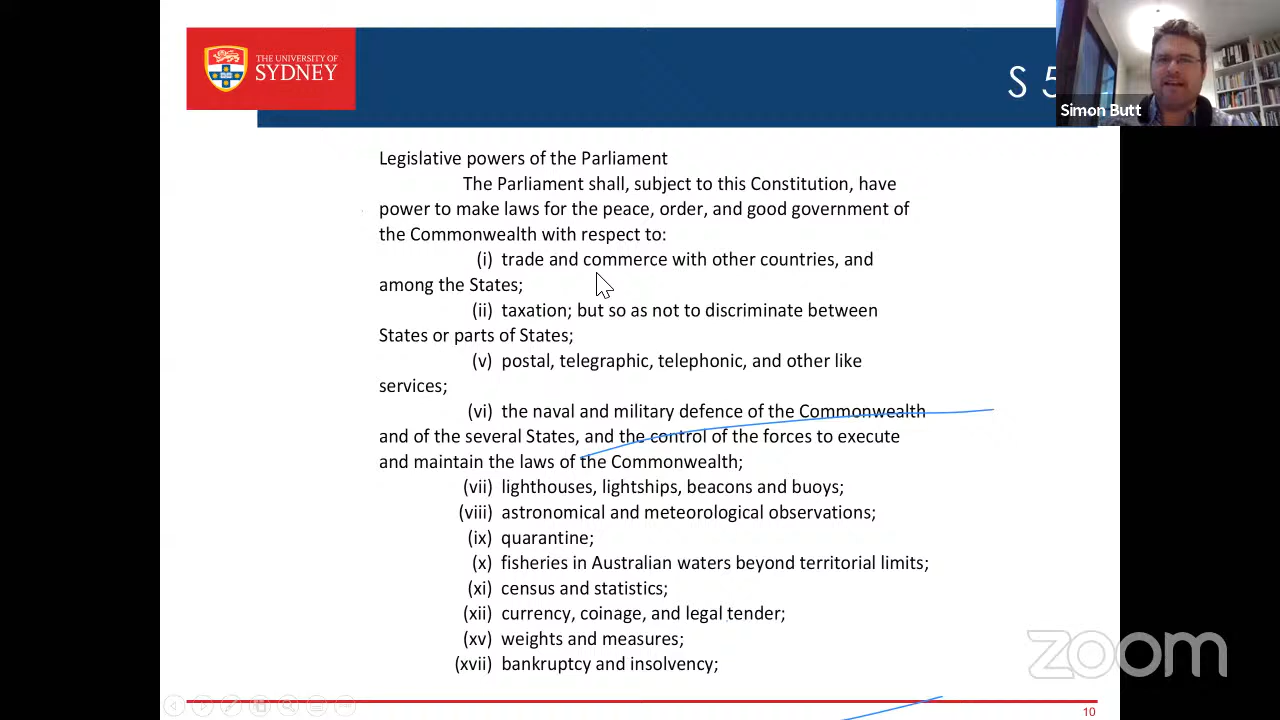 THE UNIVERSITY OF
SYDNEY
S 5
Simon Butt
Legislative powers of the Parliament
The Parliament shall, subject to this Constitution, have
power to make laws for the peace, order, and good government of
the Commonwealth with respect to:
(i) trade and commerce with other countries, and
among the States;
(ii) taxation; but so as not to discriminate between
States or parts of States;
(v) postal, telegraphic, telephonic, and other like
services;
(vi) the naval and military defence of the Commonwealth
and of the several States, and the control of the forces to execute
and maintain the laws of the Commonwealth;
(vii) lighthouses, lightships, beacons and buoys;
(viii) astronomical and meteorological observations;
(ix) quarantine;
(x) fisheries in Australian waters beyond territorial limits;
(xi) census and statistics;
(xii) currency, coinage, and legal tender;
(xv) weights and measures;
(xvii) bankruptcy and insolvency;
zoom
10